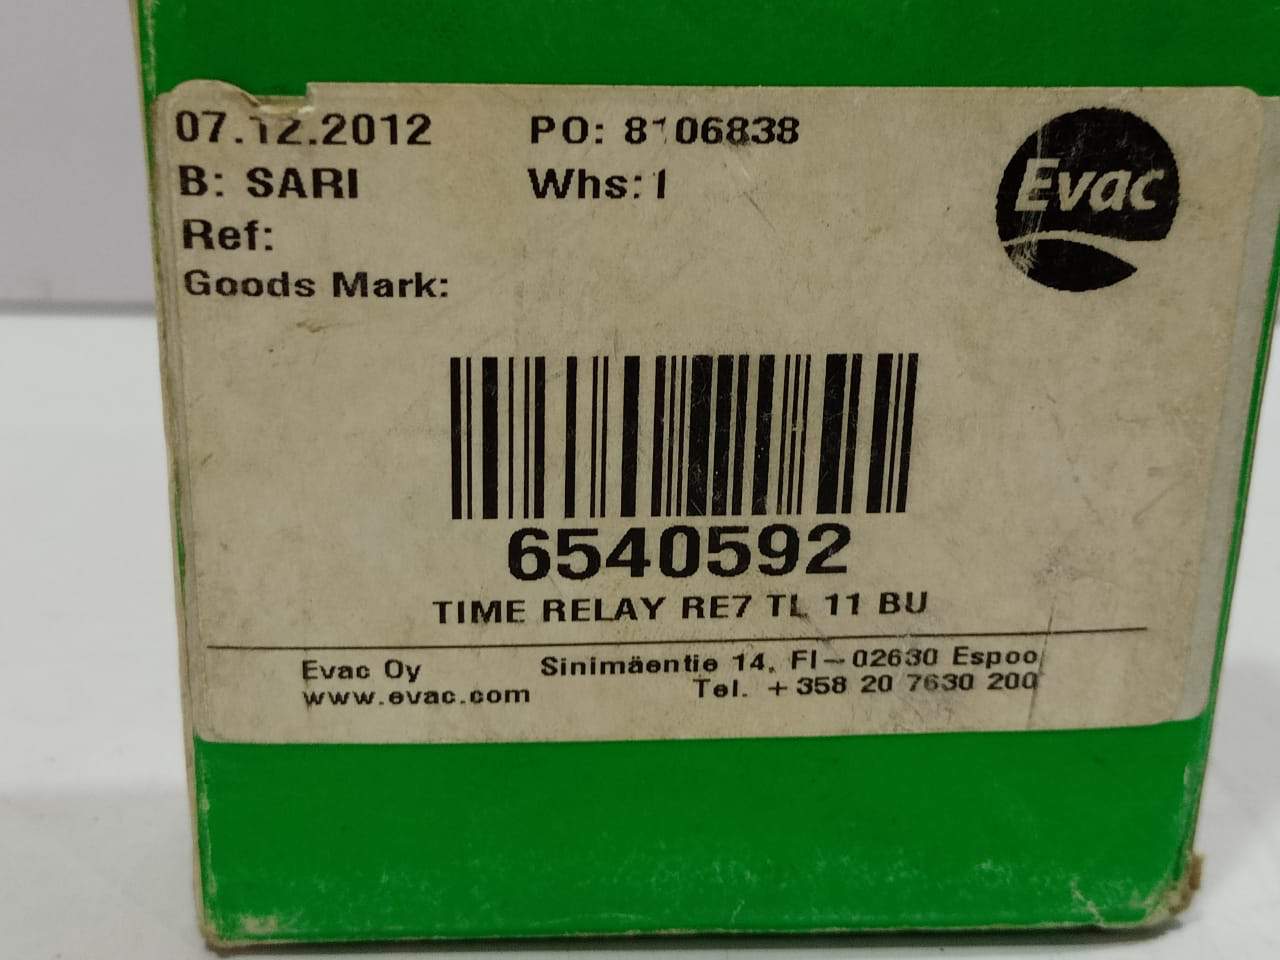 07.12.2012 PO: 8106838
B: SARI Whs: 1
Ref:
Goods Mark:
Evac
6540592
TIME RELAY RE7 TL 11 BU
Evac Oy Sinimäentie 14, FI-02630 Espoo
www.evac.com Tel. +358 20 7630 200